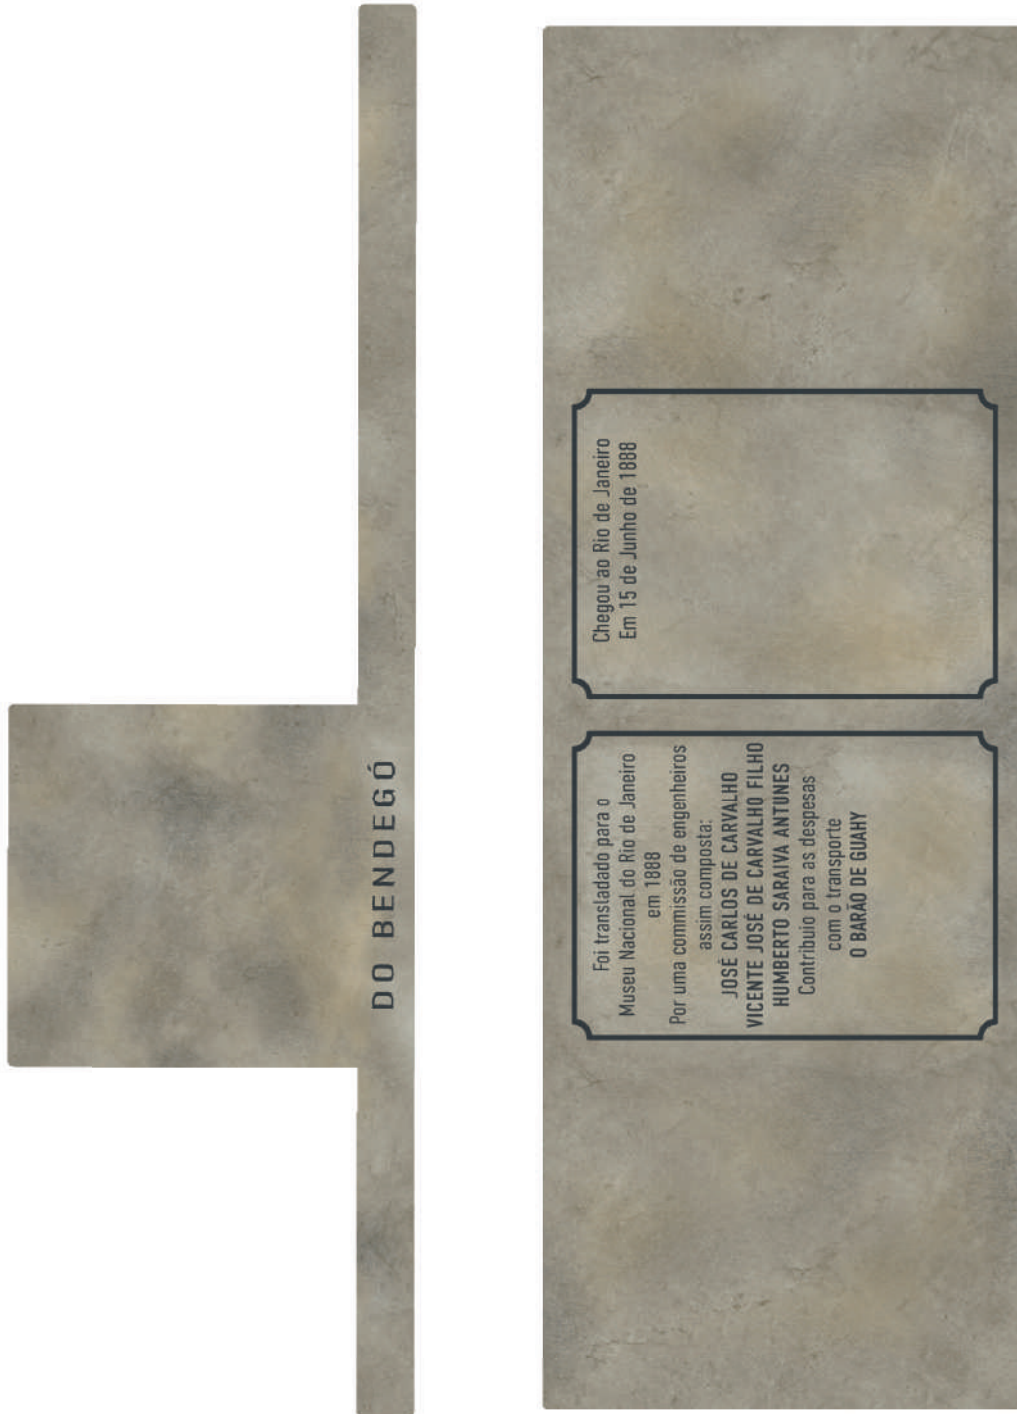 DO BENDEGÓ
Foi transladado para o
Museu Nacional do Rio de Janeiro
em 1888
Por uma commissão de engenheiros
assim composta:
JOSÉ CARLOS DE CARVALHO
VICENTE JOSÉ DE CARVALHO FILHO
HUMBERTO SARAIVA ANTUNES
Contribuio para as despesas
com o transporte
O BARÃO DE GUAHY
Chegou ao Rio de Janeiro
Em 15 de Junho de 1888